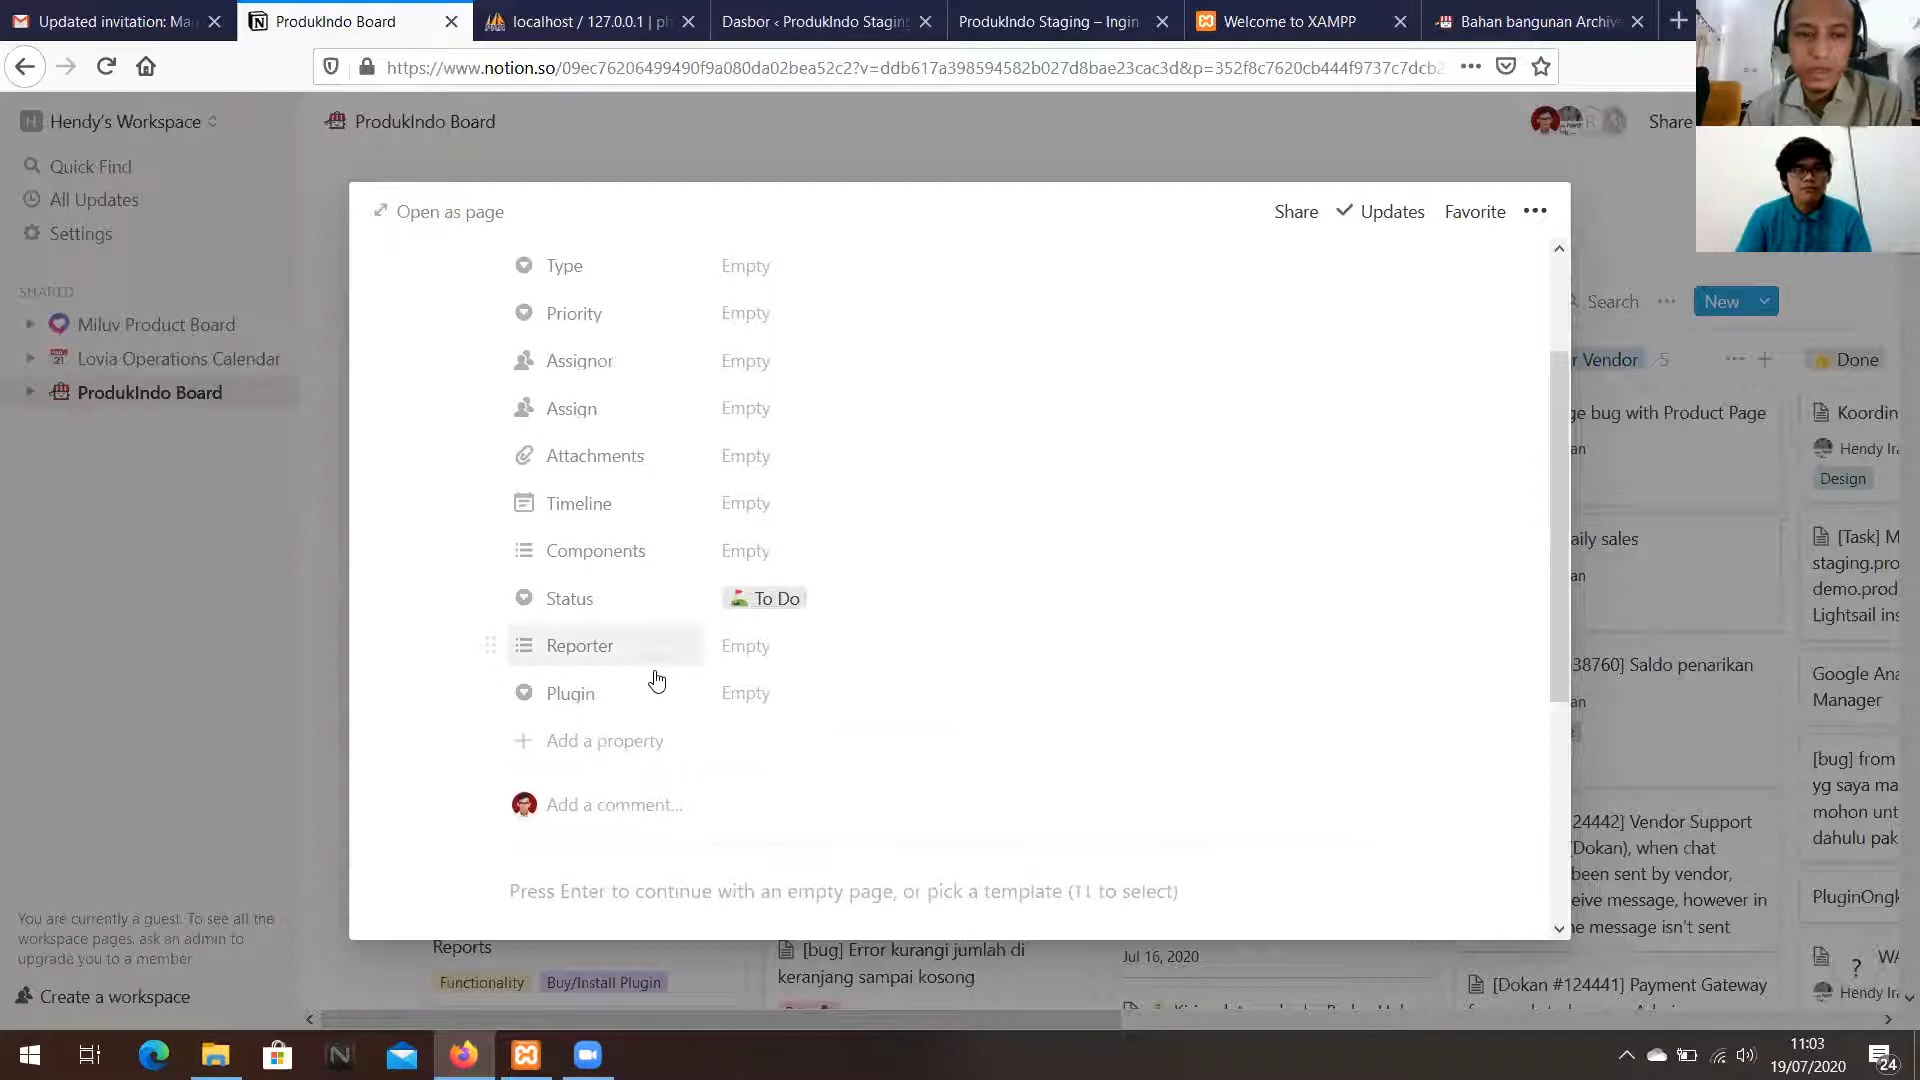 Updated invitation: Ma
ProdukIndo Board
localhost / 127.0.0.1 | ph
Dasbor ‹ ProdukIndo Staging
ProdukIndo Staging – Ingin
Welcome to XAMPP
Bahan bangunan Archiv
https://www.notion.so/09ec76206499490f9a080da02bea52c2?v=ddb617a398594582b027d8bae23cac3d&p=352f8c7620cb444f9737c7dcb2
H Hendy's Workspace
ProdukIndo Board
Share
Quick Find
All Updates
Settings
SHARED
Miluv Product Board
Lovia Operations Calendar
ProdukIndo Board
Open as page
Share
Updates
Favorite
Type Empty
Priority Empty
Assignor Empty
Assign Empty
Attachments Empty
Timeline Empty
Components Empty
Status To Do
Reporter Empty
Plugin Empty
Add a property
Add a comment...
Press Enter to continue with an empty page, or pick a template (↑↓ to select)
Search
New
r Vendor 5
Done
ge bug with Product Page
an
aily sales
an
38760] Saldo penarikan
an
24442] Vendor Support
(Dokan), when chat
been sent by vendor,
eive message, however in
he message isn't sent
[Dokan #124441] Payment Gateway
Koordin
Hendy Ira
Design
[Task] M
staging.pro
demo.prod
Lightsail ins
Google Ana
Manager
[bug] from
yg saya ma
mohon unt
dahulu pak
PluginOngk
WA
Hendy Ira
Reports
Functionality
Buy/Install Plugin
[bug] Error kurangi jumlah di
keranjang sampai kosong
Jul 16, 2020
You are currently a guest. To see all the
workspace pages, ask an admin to
upgrade you to a member
Create a workspace
11:03
19/07/2020
24